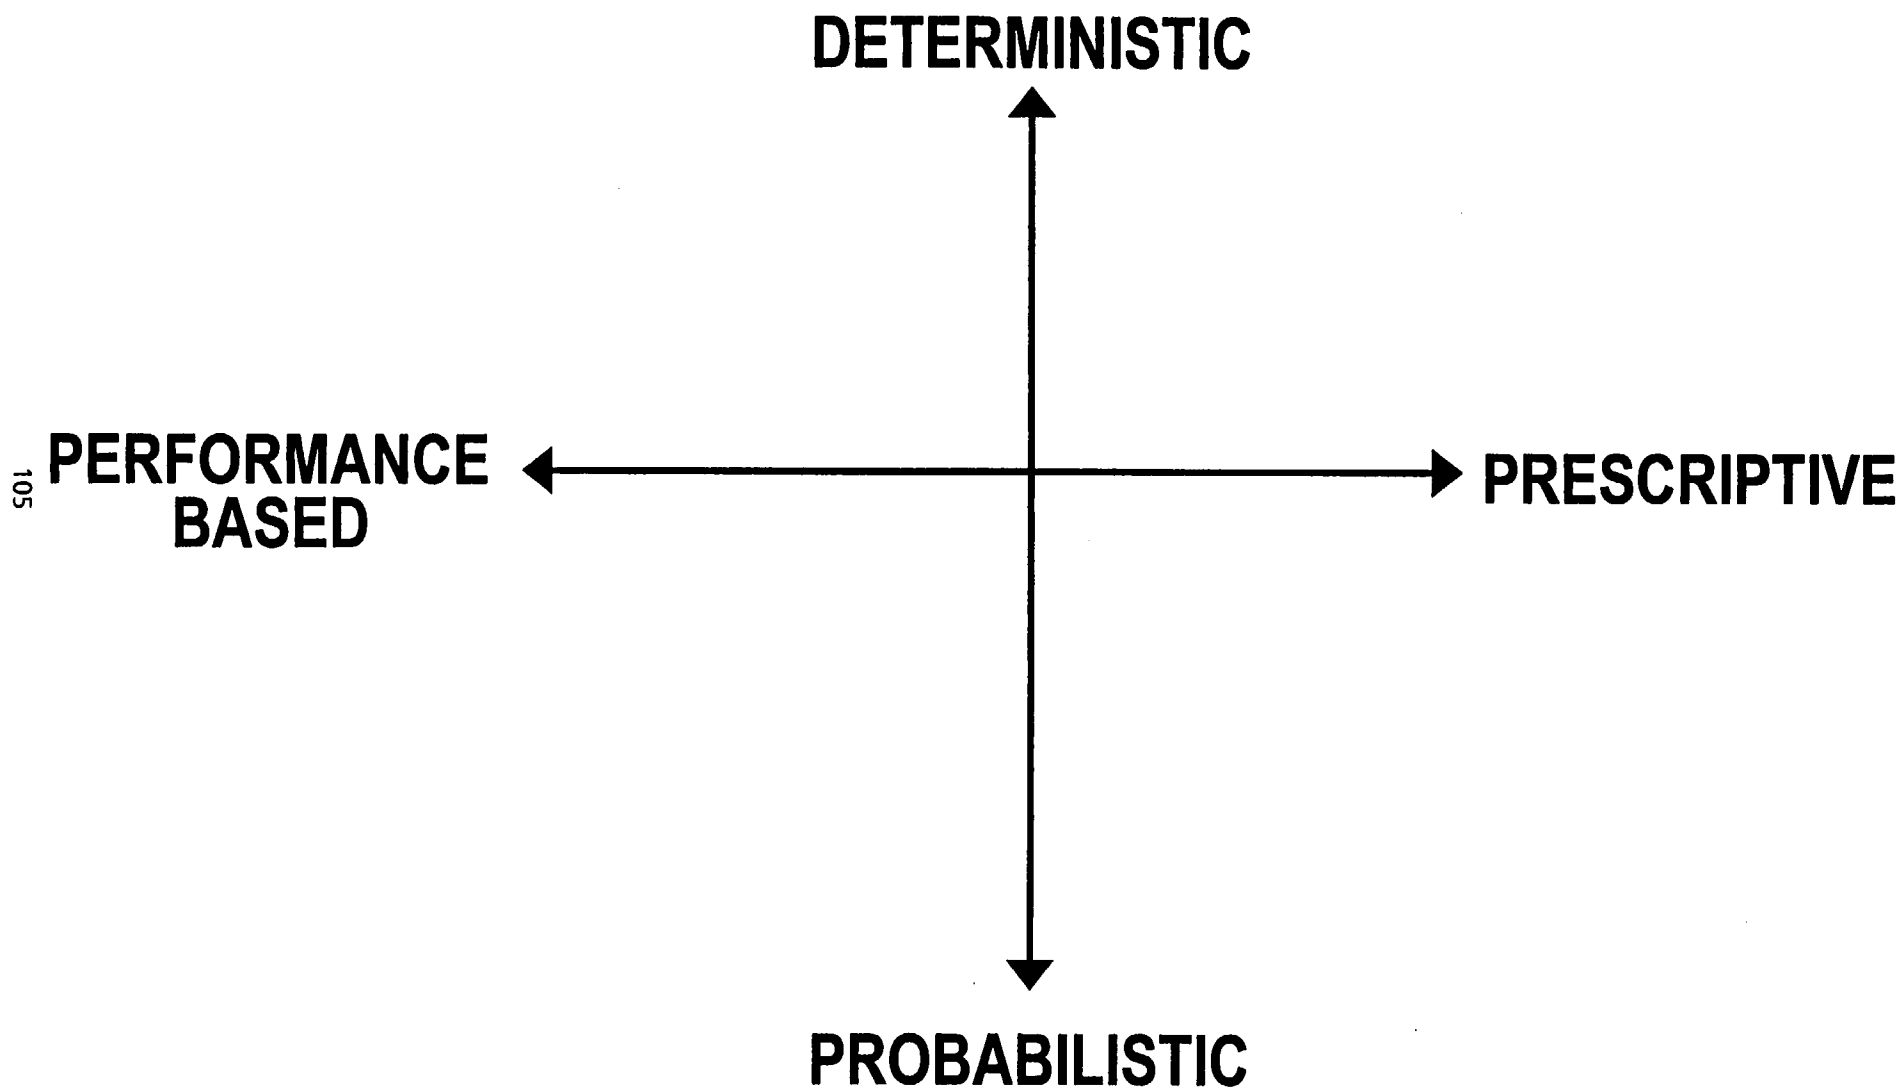 DETERMINISTIC
PERFORMANCE
BASED
PRESCRIPTIVE
PROBABILISTIC
105